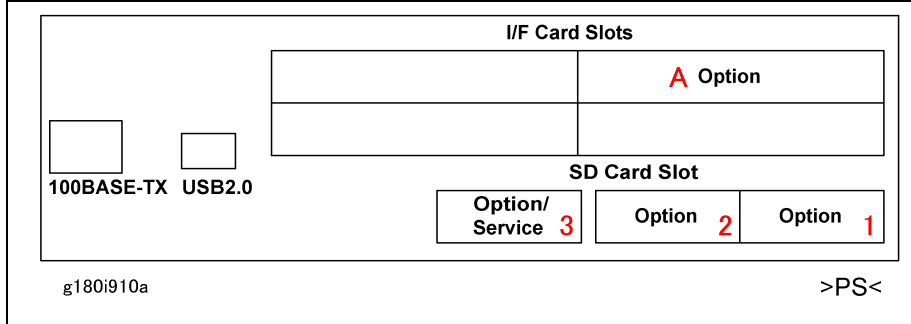 I/F Card Slots
A Option
100BASE-TX USB2.0
SD Card Slot
Option/
Service 3
Option 2
Option 1
g180i910a
>PS<